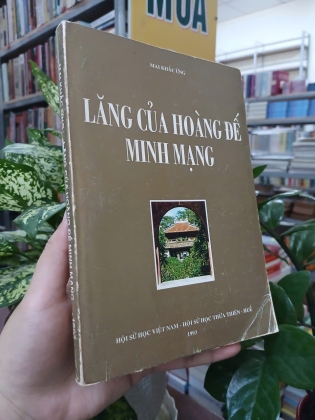 MUA
MAI KHẮC ỨNG
LĂNG CỦA HOÀNG ĐẾ
MINH MẠNG
HỘI SỬ HỌC VIỆT NAM - HỘI SỬ HỌC THỪA THIÊN - HUẾ
1993